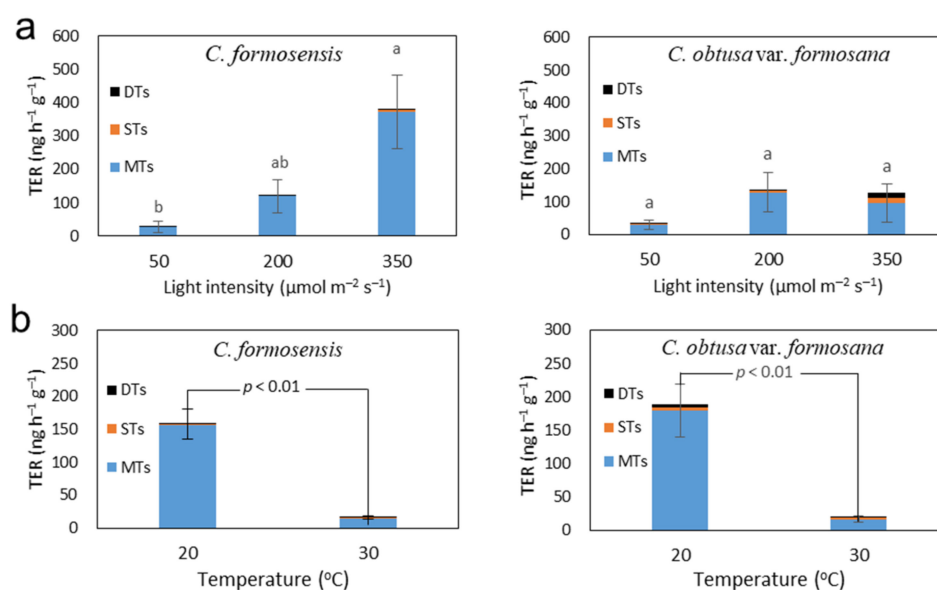 a
C. formosensis
TER (ng h⁻¹ g⁻¹)
600
500
400
300
200
100
0
DTs
STs
MTs
b
ab
a
50 200 350
Light intensity (µmol m⁻² s⁻¹)
C. obtusa var. formosana
TER (ng h⁻¹ g⁻¹)
600
500
400
300
200
100
0
DTs
STs
MTs
a
a
a
50 200 350
Light intensity (µmol m⁻² s⁻¹)
b
C. formosensis
TER (ng h⁻¹ g⁻¹)
300
250
200
150
100
50
0
DTs
STs
MTs
p < 0.01
20 30
Temperature (°C)
C. obtusa var. formosana
TER (ng h⁻¹ g⁻¹)
300
250
200
150
100
50
0
DTs
STs
MTs
p < 0.01
20 30
Temperature (°C)